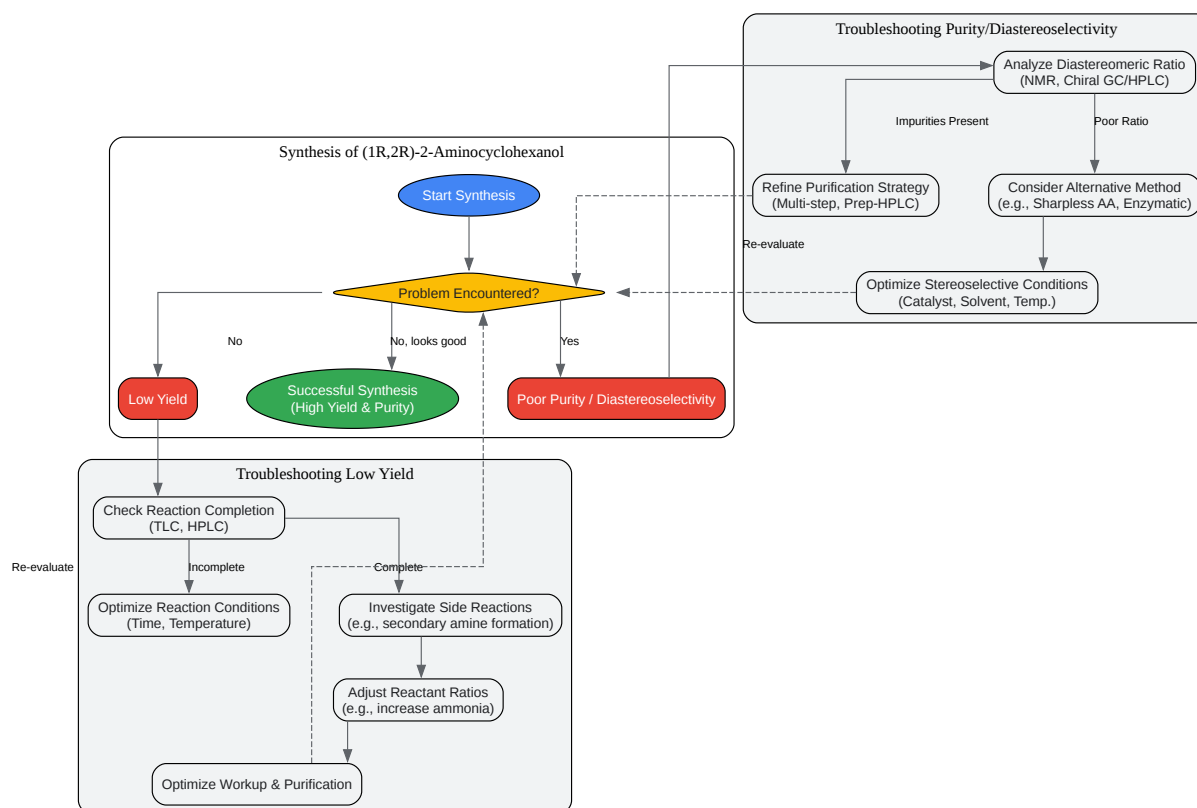 Troubleshooting Purity/Diastereoselectivity
Analyze Diastereomeric Ratio
(NMR, Chiral GC/HPLC)
Impurities Present
Poor Ratio
Refine Purification Strategy
(Multi-step, Prep-HPLC)
Consider Alternative Method
(e.g., Sharpless AA, Enzymatic)
Re-evaluate
Optimize Stereoselective Conditions
(Catalyst, Solvent, Temp.)
Synthesis of (1R,2R)-2-Aminocyclohexanol
Start Synthesis
Problem Encountered?
No
No, looks good
Yes
Low Yield
Successful Synthesis
(High Yield & Purity)
Poor Purity / Diastereoselectivity
Troubleshooting Low Yield
Check Reaction Completion
(TLC, HPLC)
Re-evaluate
Incomplete
Complete
Optimize Reaction Conditions
(Time, Temperature)
Investigate Side Reactions
(e.g., secondary amine formation)
Adjust Reactant Ratios
(e.g., increase ammonia)
Optimize Workup & Purification